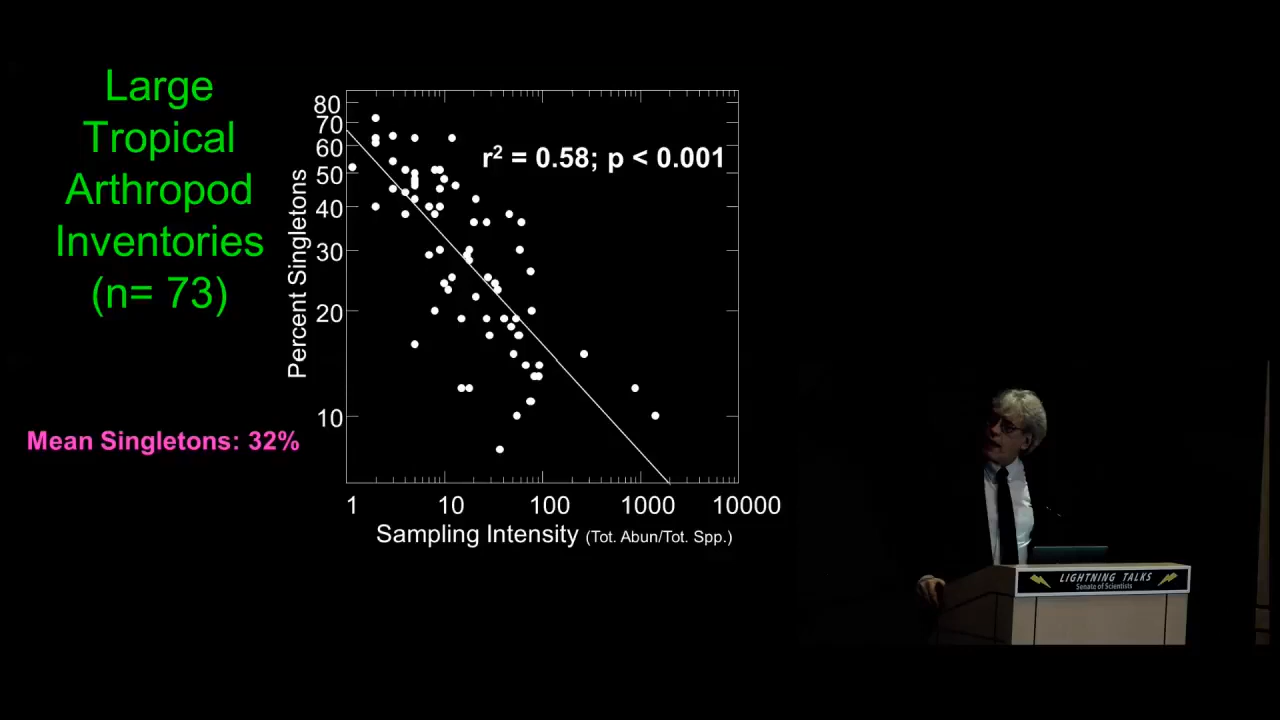 Large
Tropical
Arthropod
Inventories
(n= 73)
Mean Singletons: 32%
Percent Singletons
80
70
60
50
40
30
20
10
r² = 0.58; p < 0.001
1 10 100 1000 10000
Sampling Intensity (Tot. Abun/Tot. Spp.)
LIGHTNING TALKS
Senate of Scientists